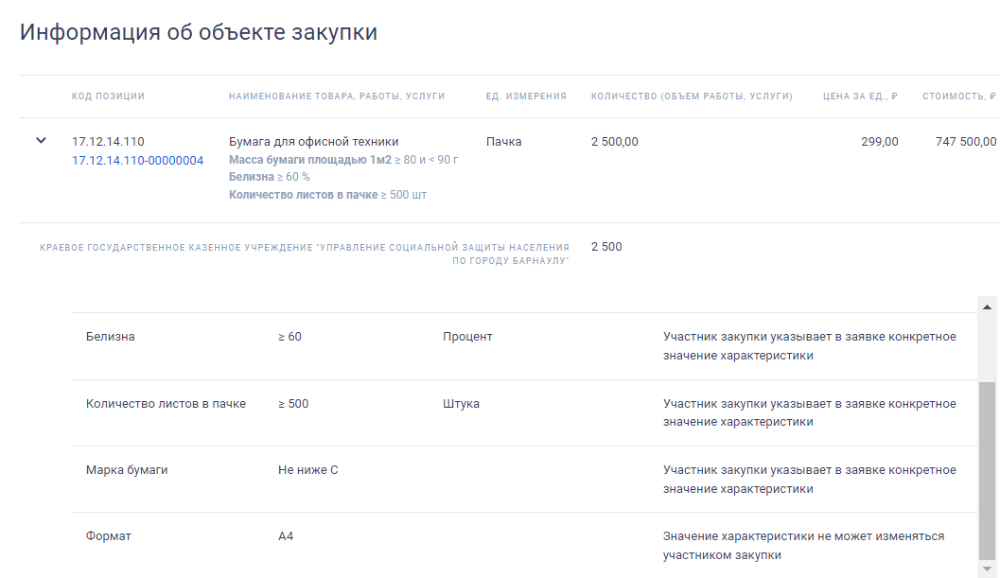 Информация об объекте закупки
КОД ПОЗИЦИИ НАИМЕНОВАНИЕ ТОВАРА, РАБОТЫ, УСЛУГИ ЕД. ИЗМЕРЕНИЯ КОЛИЧЕСТВО (ОБЪЕМ РАБОТЫ, УСЛУГИ) ЦЕНА ЗА ЕД., ₽ СТОИМОСТЬ, ₽
17.12.14.110 Бумага для офисной техники Пачка 2 500,00 299,00 747 500,00
17.12.14.110-00000004 Масса бумаги площадью 1м2 ≥ 80 и < 90 г
Белизна ≥ 60 %
Количество листов в пачке ≥ 500 шт
КРАЕВОЕ ГОСУДАРСТВЕННОЕ КАЗЕННОЕ УЧРЕЖДЕНИЕ "УПРАВЛЕНИЕ СОЦИАЛЬНОЙ ЗАЩИТЫ НАСЕЛЕНИЯ 2 500
ПО ГОРОДУ БАРНАУЛУ"
Белизна ≥ 60 Процент Участник закупки указывает в заявке конкретное
значение характеристики
Количество листов в пачке ≥ 500 Штука Участник закупки указывает в заявке конкретное
значение характеристики
Марка бумаги Не ниже C Участник закупки указывает в заявке конкретное
значение характеристики
Формат А4 Значение характеристики не может изменяться
участником закупки